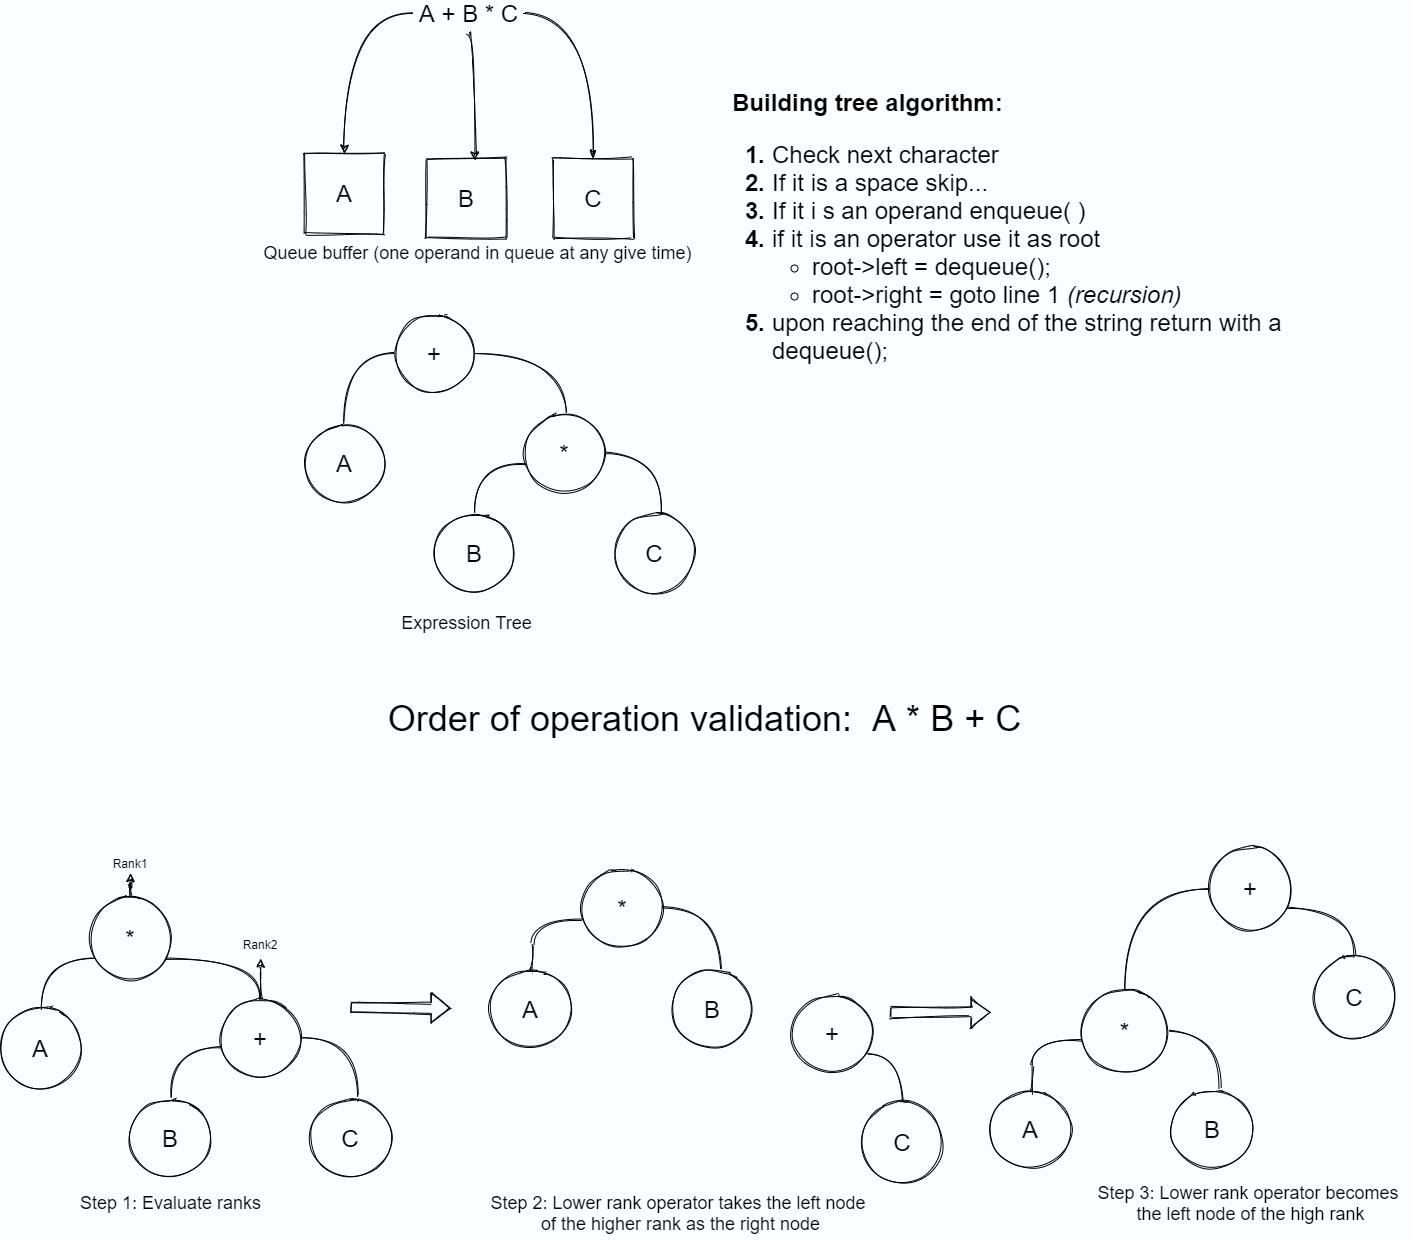 A + B * C
A
B
C
Queue buffer (one operand in queue at any give time)
Building tree algorithm:
1. Check next character
2. If it is a space skip...
3. If it i s an operand enqueue( )
4. if it is an operator use it as root
root->left = dequeue();
root->right = goto line 1 (recursion)
5. upon reaching the end of the string return with a
dequeue();
+
A
*
B
C
Expression Tree
Order of operation validation: A * B + C
Rank1
*
Rank2
A
+
B
C
Step 1: Evaluate ranks
*
A
B
+
C
Step 2: Lower rank operator takes the left node
of the higher rank as the right node
+
C
*
A
B
Step 3: Lower rank operator becomes
the left node of the high rank